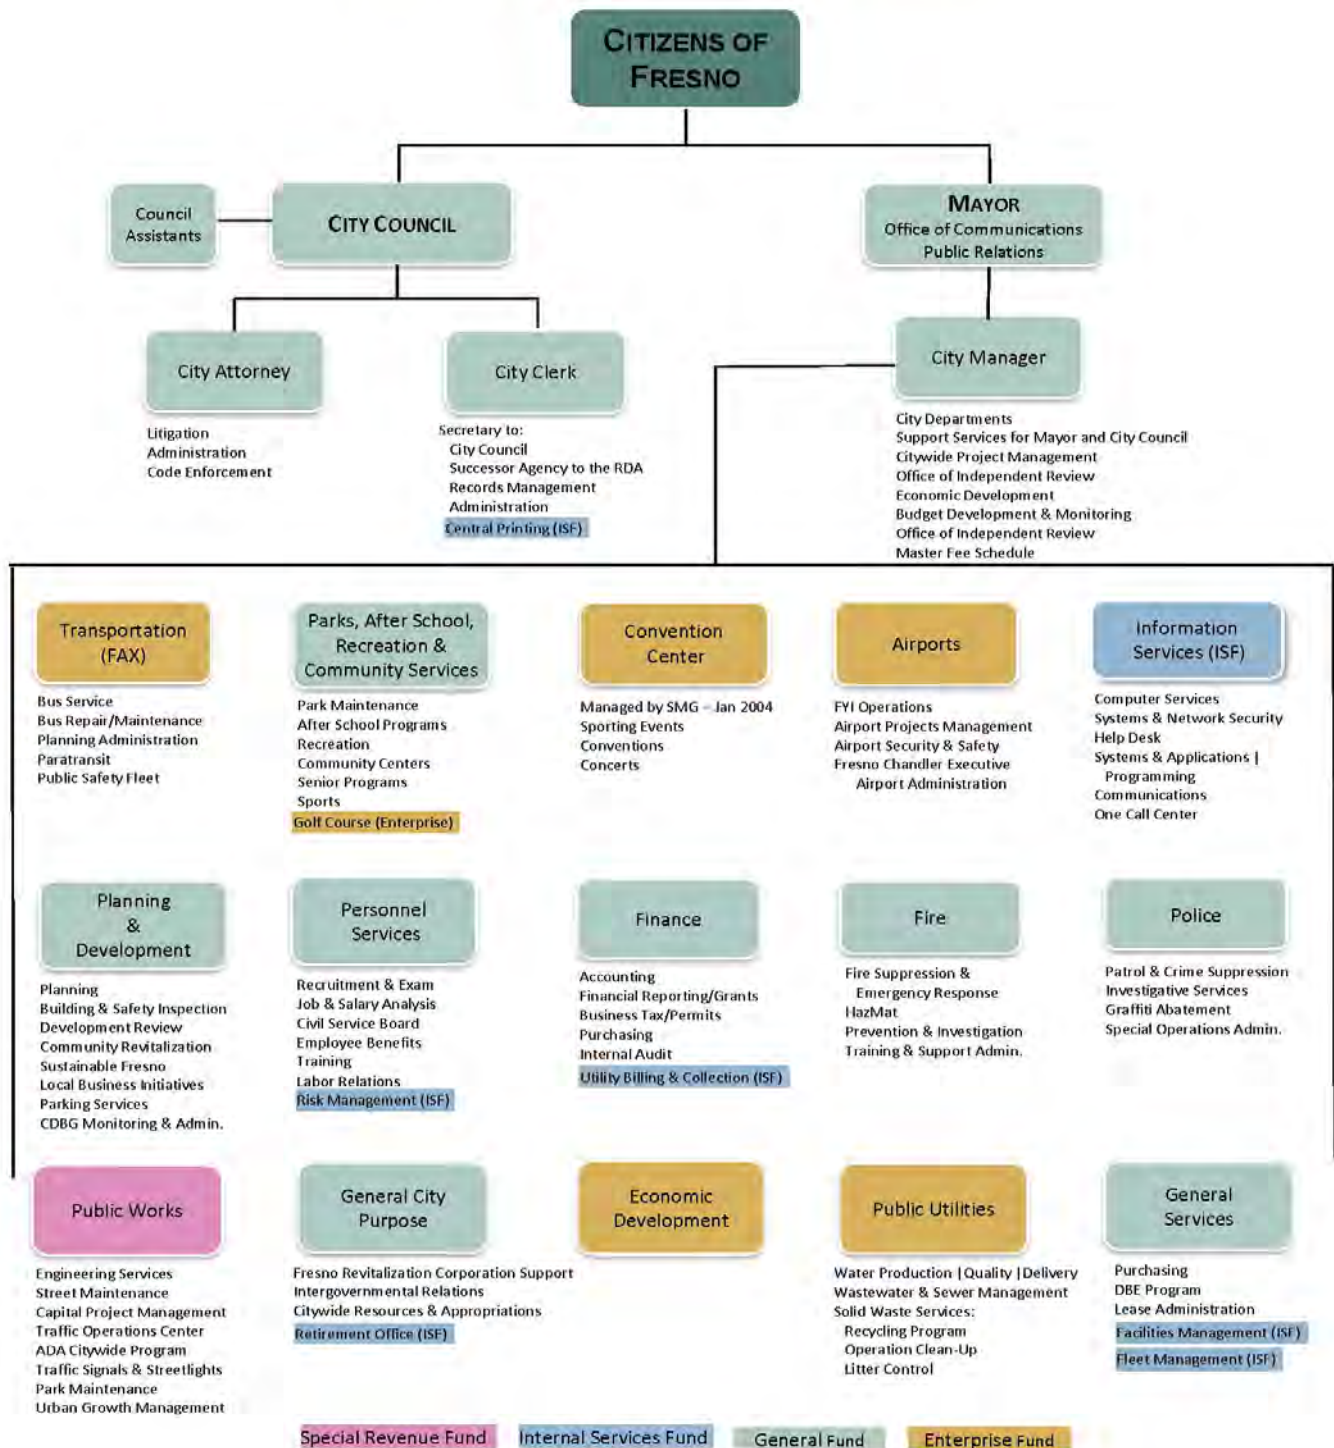 CITIZENS OF
FRESNO
Council
Assistants
CITY COUNCIL
MAYOR
Office of Communications
Public Relations
City Attorney
Litigation
Administration
Code Enforcement
City Clerk
Secretary to:
City Council
Successor Agency to the RDA
Records Management
Administration
Central Printing (ISF)
City Manager
City Departments
Support Services for Mayor and City Council
Citywide Project Management
Office of Independent Review
Economic Development
Budget Development & Monitoring
Office of Independent Review
Master Fee Schedule
Transportation
(FAX)
Bus Service
Bus Repair/Maintenance
Planning Administration
Paratransit
Public Safety Fleet
Parks, After School,
Recreation &
Community Services
Park Maintenance
After School Programs
Recreation
Community Centers
Senior Programs
Sports
Golf Course (Enterprise)
Convention
Center
Managed by SMG – Jan 2004
Sporting Events
Conventions
Concerts
Airports
FYI Operations
Airport Projects Management
Airport Security & Safety
Fresno Chandler Executive
Airport Administration
Information
Services (ISF)
Computer Services
Systems & Network Security
Help Desk
Systems & Applications |
Programming
Communications
One Call Center
Planning
&
Development
Planning
Building & Safety Inspection
Development Review
Community Revitalization
Sustainable Fresno
Local Business Initiatives
Parking Services
CDBG Monitoring & Admin.
Personnel
Services
Recruitment & Exam
Job & Salary Analysis
Civil Service Board
Employee Benefits
Training
Labor Relations
Risk Management (ISF)
Finance
Accounting
Financial Reporting/Grants
Business Tax/Permits
Purchasing
Internal Audit
Utility Billing & Collection (ISF)
Fire
Fire Suppression &
Emergency Response
HazMat
Prevention & Investigation
Training & Support Admin.
Police
Patrol & Crime Suppression
Investigative Services
Graffiti Abatement
Special Operations Admin.
Public Works
Engineering Services
Street Maintenance
Capital Project Management
Traffic Operations Center
ADA Citywide Program
Traffic Signals & Streetlights
Park Maintenance
Urban Growth Management
General City
Purpose
Fresno Revitalization Corporation Support
Intergovernmental Relations
Citywide Resources & Appropriations
Retirement Office (ISF)
Economic
Development
Public Utilities
Water Production |Quality |Delivery
Wastewater & Sewer Management
Solid Waste Services:
Recycling Program
Operation Clean-Up
Litter Control
General
Services
Purchasing
DBE Program
Lease Administration
Facilities Management (ISF)
Fleet Management (ISF)
Special Revenue Fund
Internal Services Fund
General Fund
Enterprise Fund